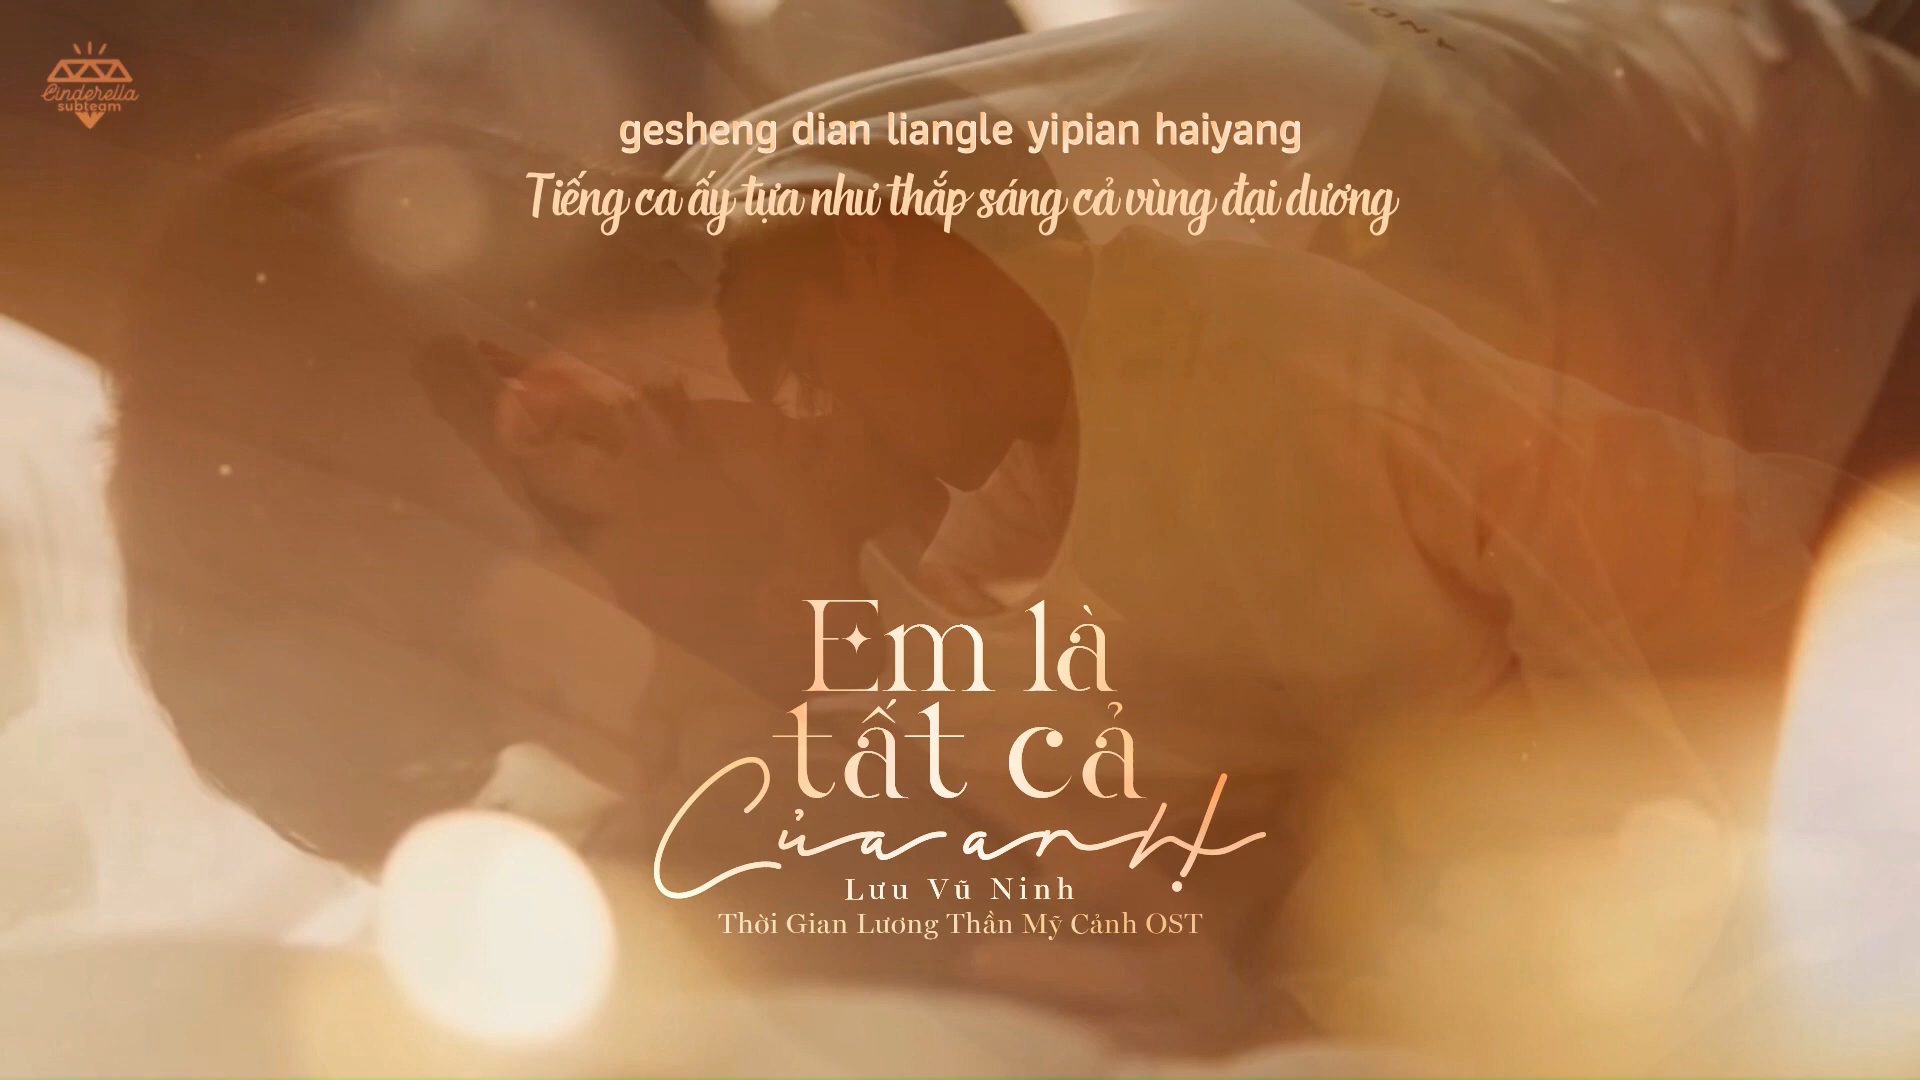 Cinderella
subteam
gesheng dian liangle yipian haiyang
Tiếng ca ấy tựa như thắp sáng cả vùng đại dương
Em là
tất cả
Của anh
Lưu Vũ Ninh
Thời Gian Lương Thần Mỹ Cảnh OST